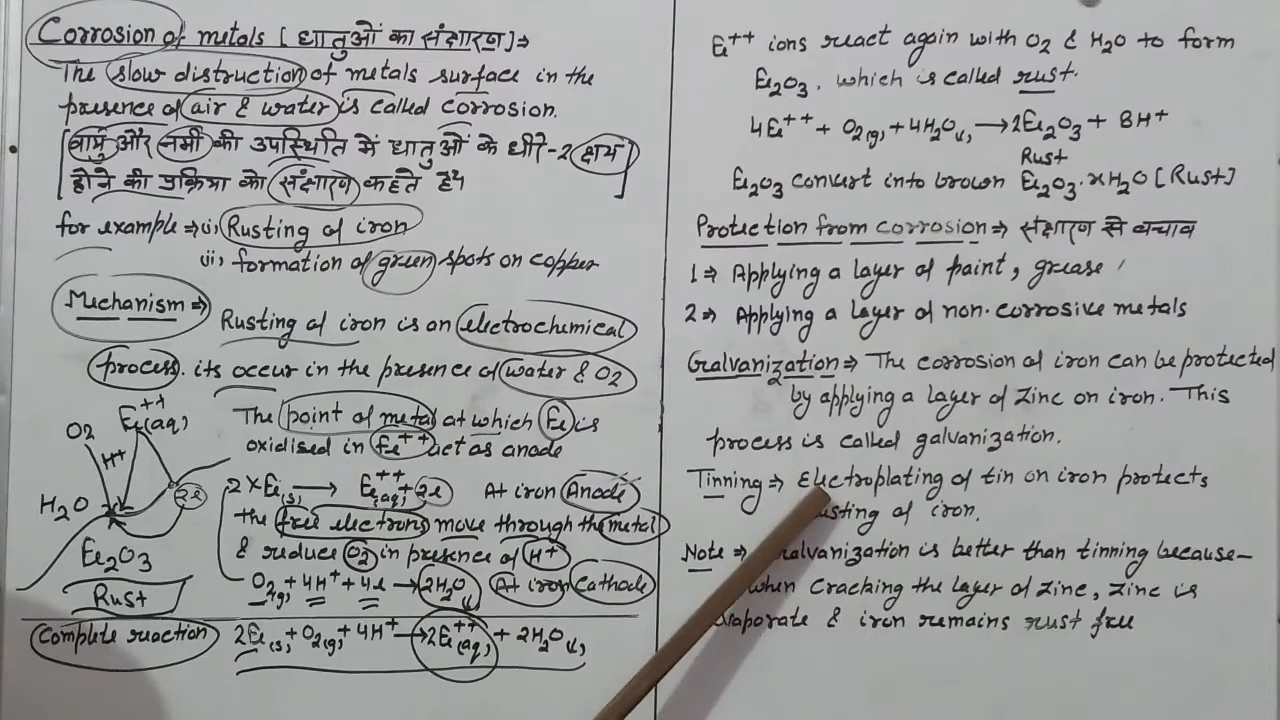 Corrosion of metals [धातुओं का संक्षारण]⇒
The slow distruction of metals surface in the
presence of air & water is called corrosion.
[वायु और नमी की उपस्थिति में धातुओं के धीरे-2 क्षय
होने की प्रक्रिया को संक्षारण कहते हैं]
for example ⇒ (i) Rusting of iron
(ii) formation of green spots on copper
Mechanism ⇒
Rusting of iron is an electrochemical
process. its occur in the presence of water & O2
The point of metal at which Fe is
oxidised in Fe++ act as anode
O2 Fe++(aq)
H+
H2O 2e
Fe2O3
Rust
2×Fe(s) → Fe++(aq) + 2e At iron Anode
the free electrons move through the metal
& reduce O2 in presence of H+
O2(g) + 4H+ + 4e → 2H2O(l) At iron Cathode
Complete reaction 2Fe(s) + O2(g) + 4H+ → 2Fe++(aq) + 2H2O(l)
Fe++ ions react again with O2 & H2O to form
Fe2O3. which is called rust.
4Fe++ + O2(g) + 4H2O(l) → 2Fe2O3 + 8H+
Rust
Fe2O3 convert into brown Fe2O3.xH2O [Rust]
Protection from corrosion ⇒ संक्षारण से बचाव
1 ⇒ Applying a layer of paint, grease
2 ⇒ Applying a layer of non-corrosive metals
Galvanization ⇒ The corrosion of iron can be protected
by applying a layer of Zinc on iron. This
process is called galvanization.
Tinning ⇒ Electroplating of tin on iron protects
usting of iron.
Note ⇒ alvanization is better than tinning because-
when Cracking the layer of Zinc, Zinc is
aporate & iron remains rust free